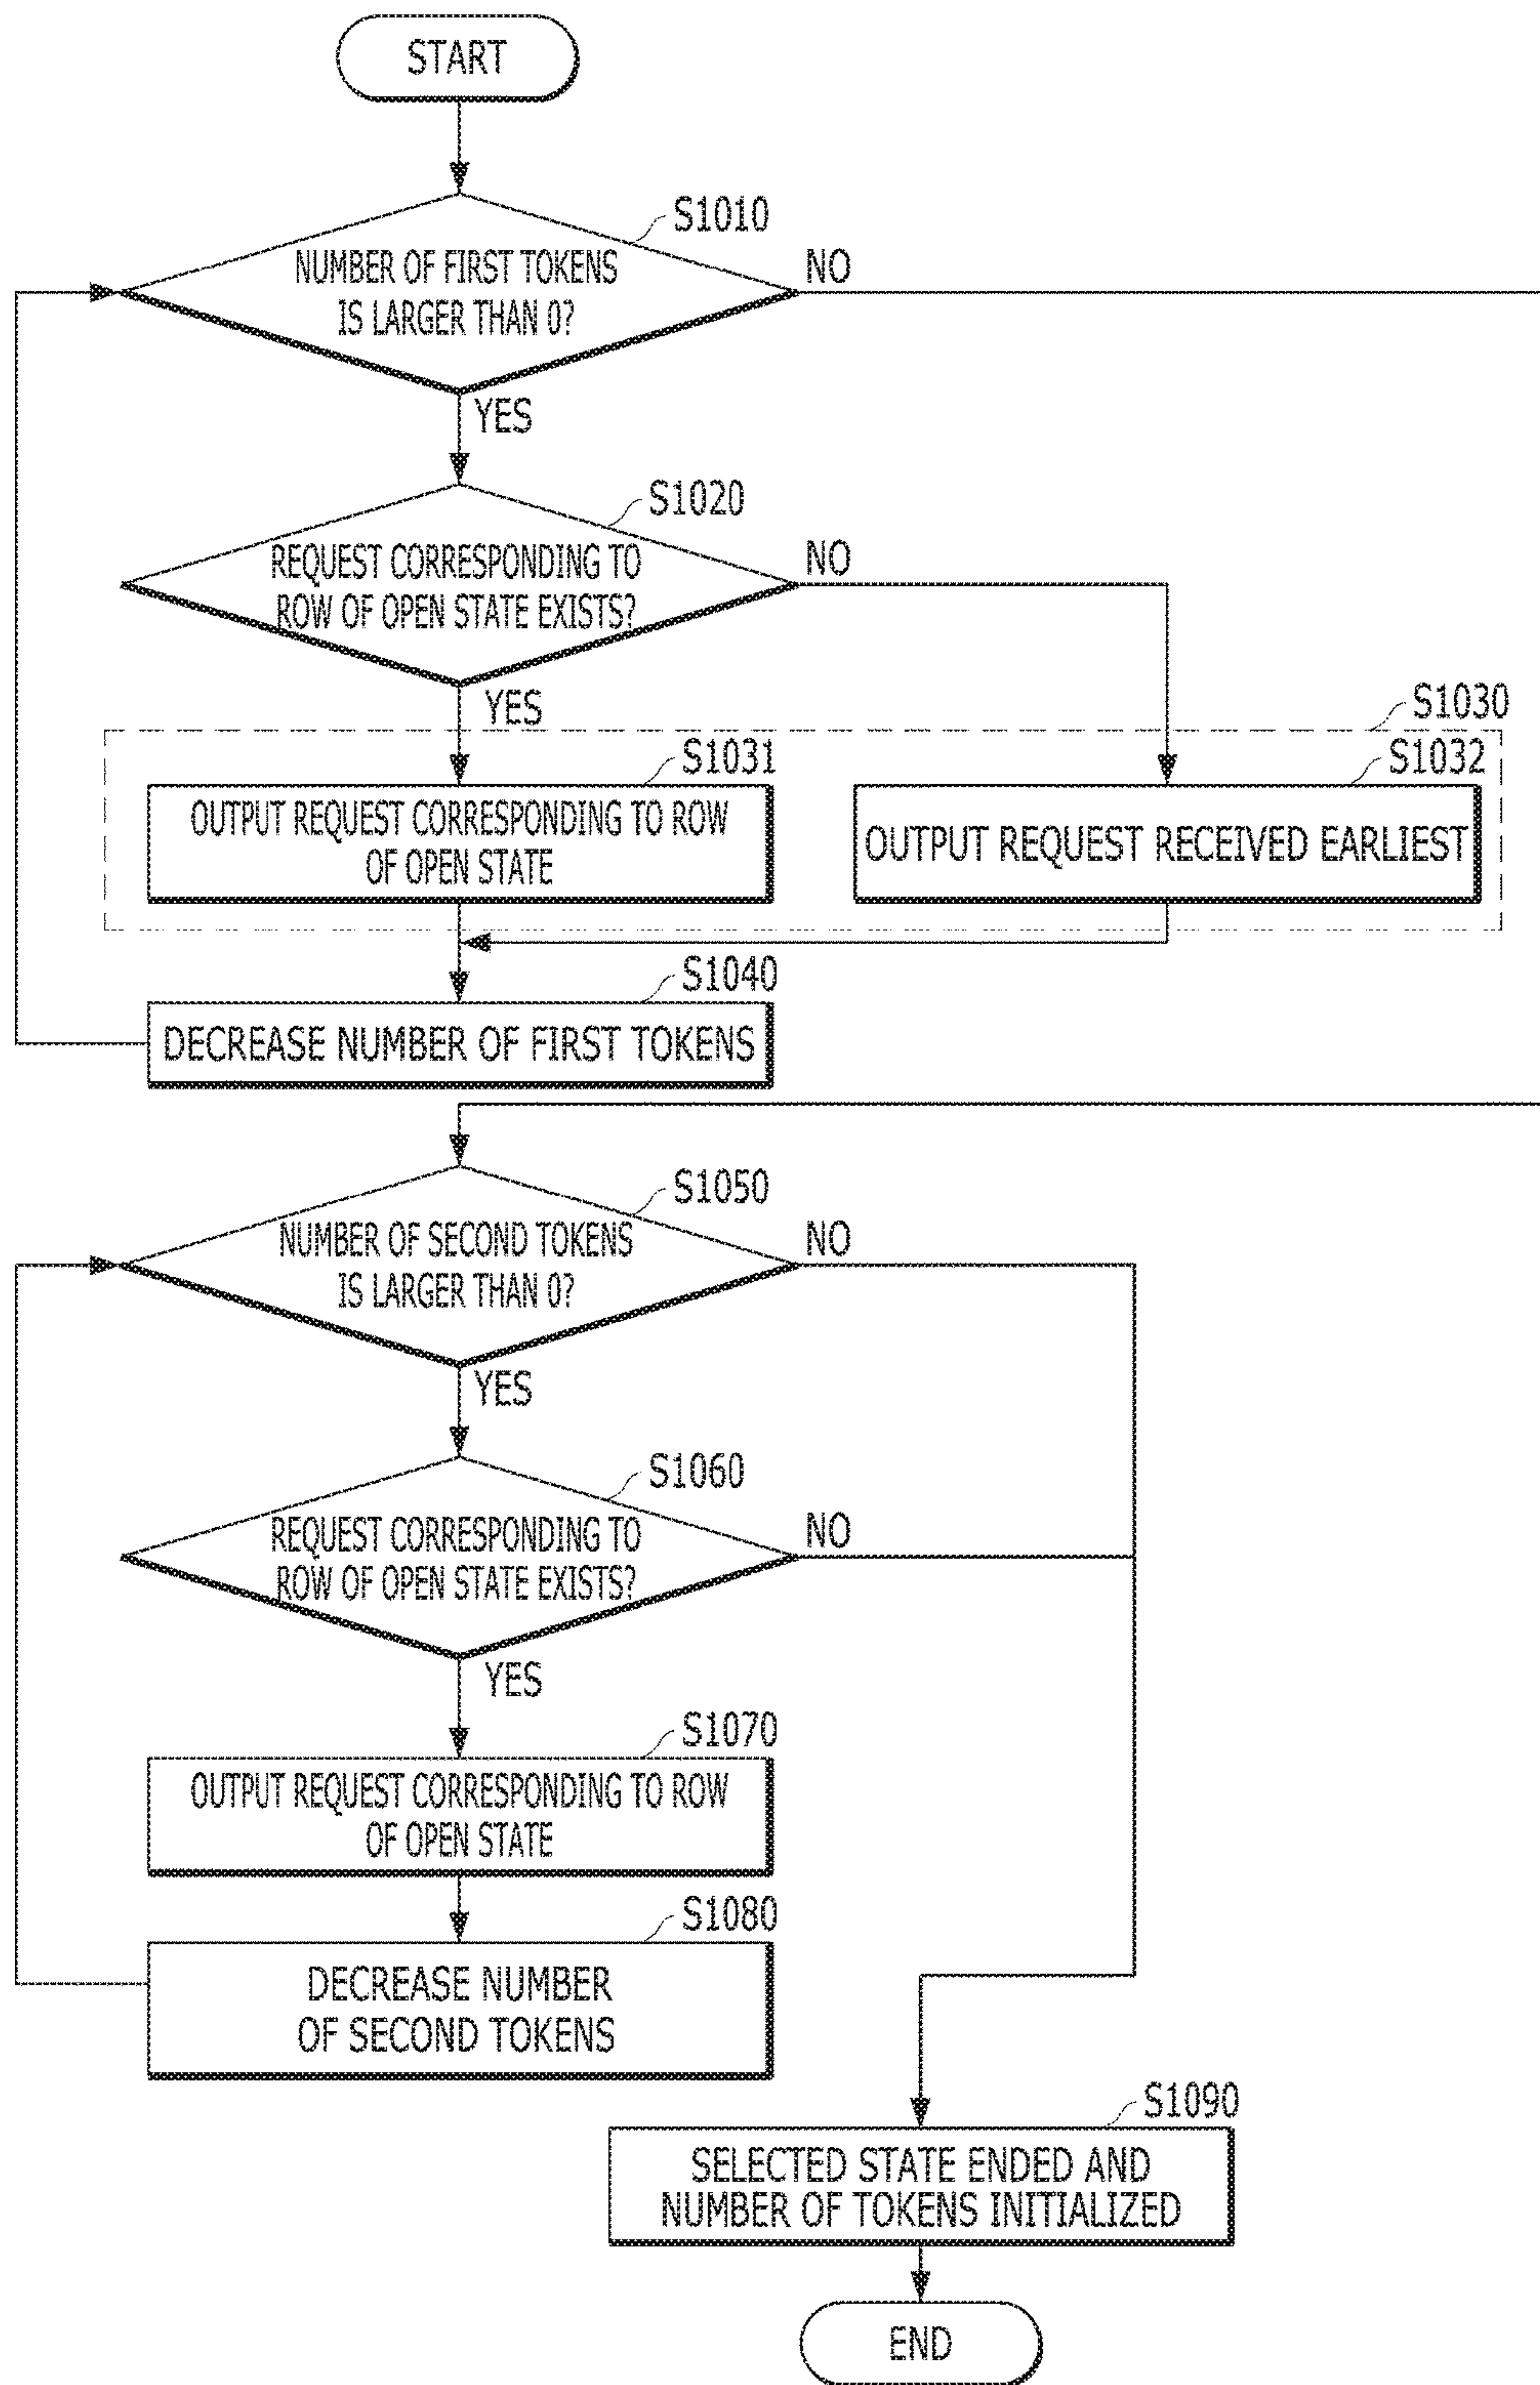 START
S1010
NUMBER OF FIRST TOKENS
IS LARGER THAN 0?
NO
YES
S1020
REQUEST CORRESPONDING TO
ROW OF OPEN STATE EXISTS?
NO
YES
S1030
S1031
OUTPUT REQUEST CORRESPONDING TO ROW
OF OPEN STATE
S1032
OUTPUT REQUEST RECEIVED EARLIEST
S1040
DECREASE NUMBER OF FIRST TOKENS
S1050
NUMBER OF SECOND TOKENS
IS LARGER THAN 0?
NO
YES
S1060
REQUEST CORRESPONDING TO
ROW OF OPEN STATE EXISTS?
NO
YES
S1070
OUTPUT REQUEST CORRESPONDING TO ROW
OF OPEN STATE
S1080
DECREASE NUMBER
OF SECOND TOKENS
S1090
SELECTED STATE ENDED AND
NUMBER OF TOKENS INITIALIZED
END